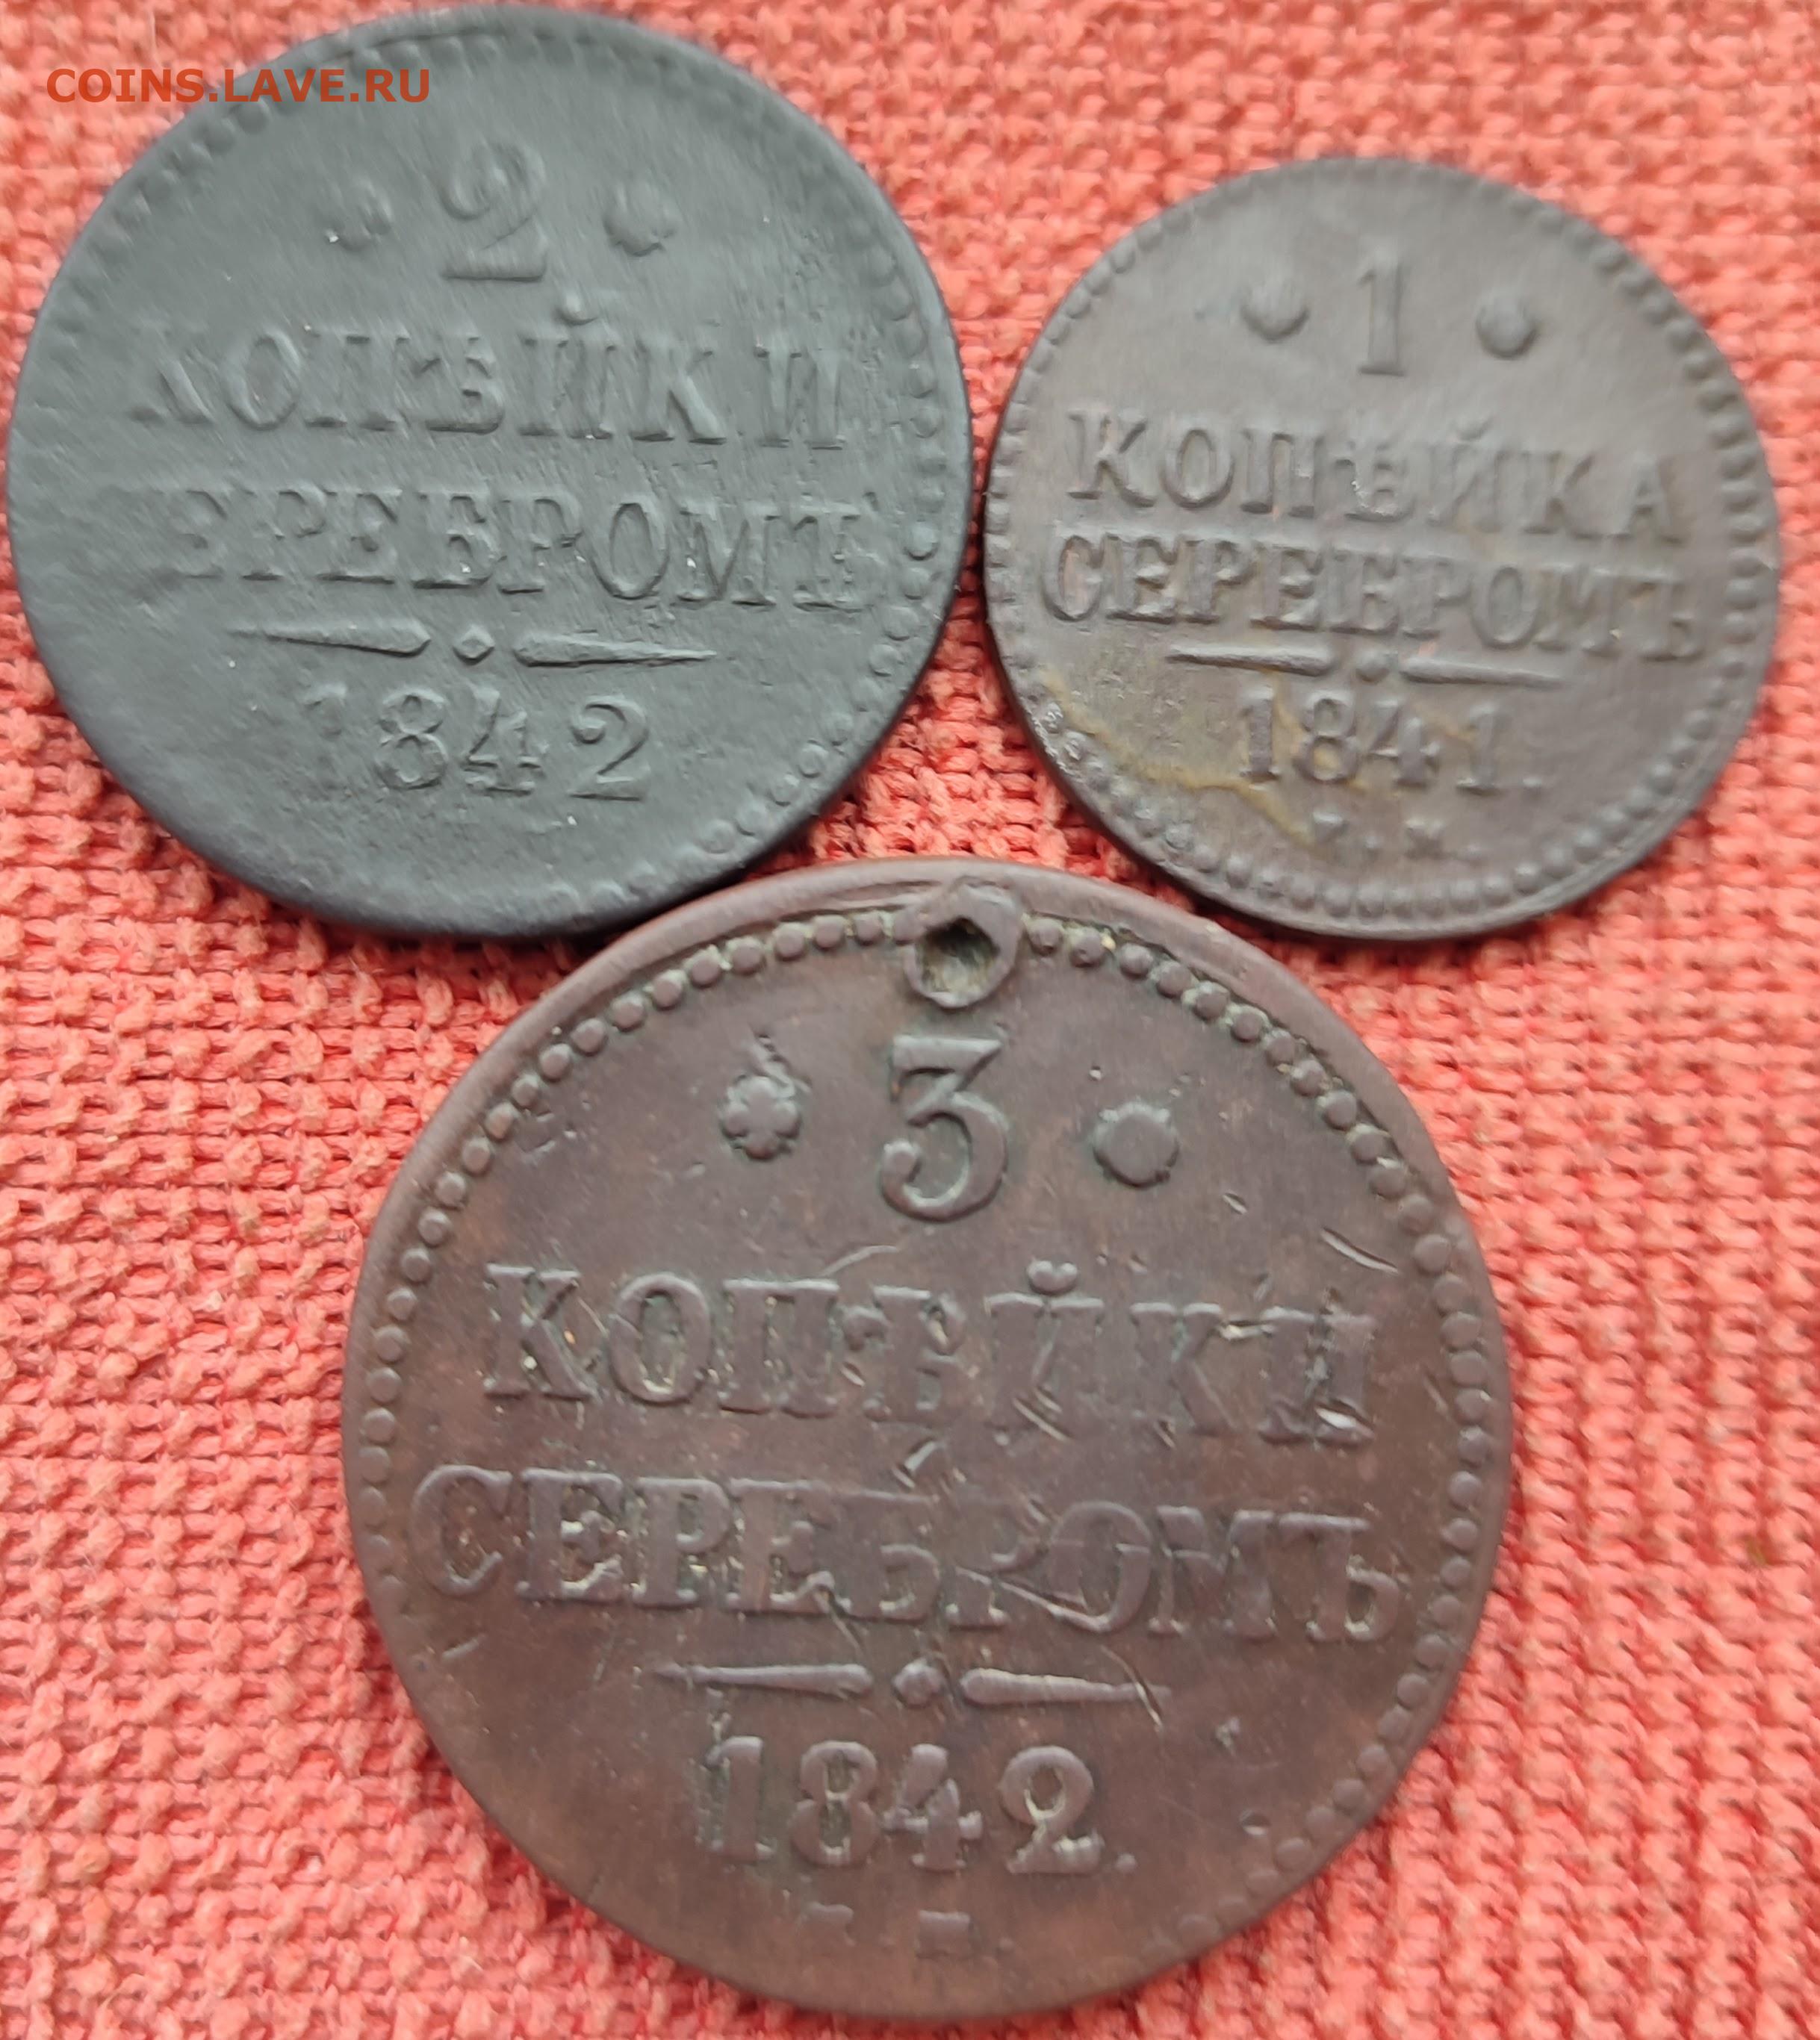 COINS.LAVE.RU
2
КОПѢЙКИ
СЕРЕБРОМЪ
1842
1
КОПѢЙКА
СЕРЕБРОМЪ
1841.
3
КОПѢЙКИ
СЕРЕБРОМЪ
1842.